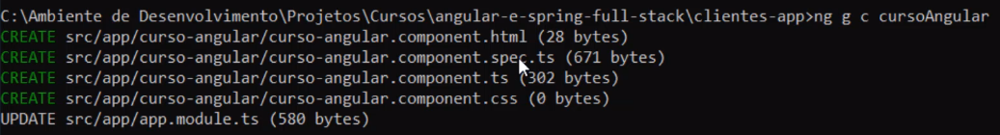 C:\Ambiente de Desenvolvimento\Projetos\Cursos\angular-e-spring-full-stack\clientes-app>ng g c cursoAngular
CREATE src/app/curso-angular/curso-angular.component.html (28 bytes)
CREATE src/app/curso-angular/curso-angular.component.spec.ts (671 bytes)
CREATE src/app/curso-angular/curso-angular.component.ts (302 bytes)
CREATE src/app/curso-angular/curso-angular.component.css (0 bytes)
UPDATE src/app/app.module.ts (580 bytes)